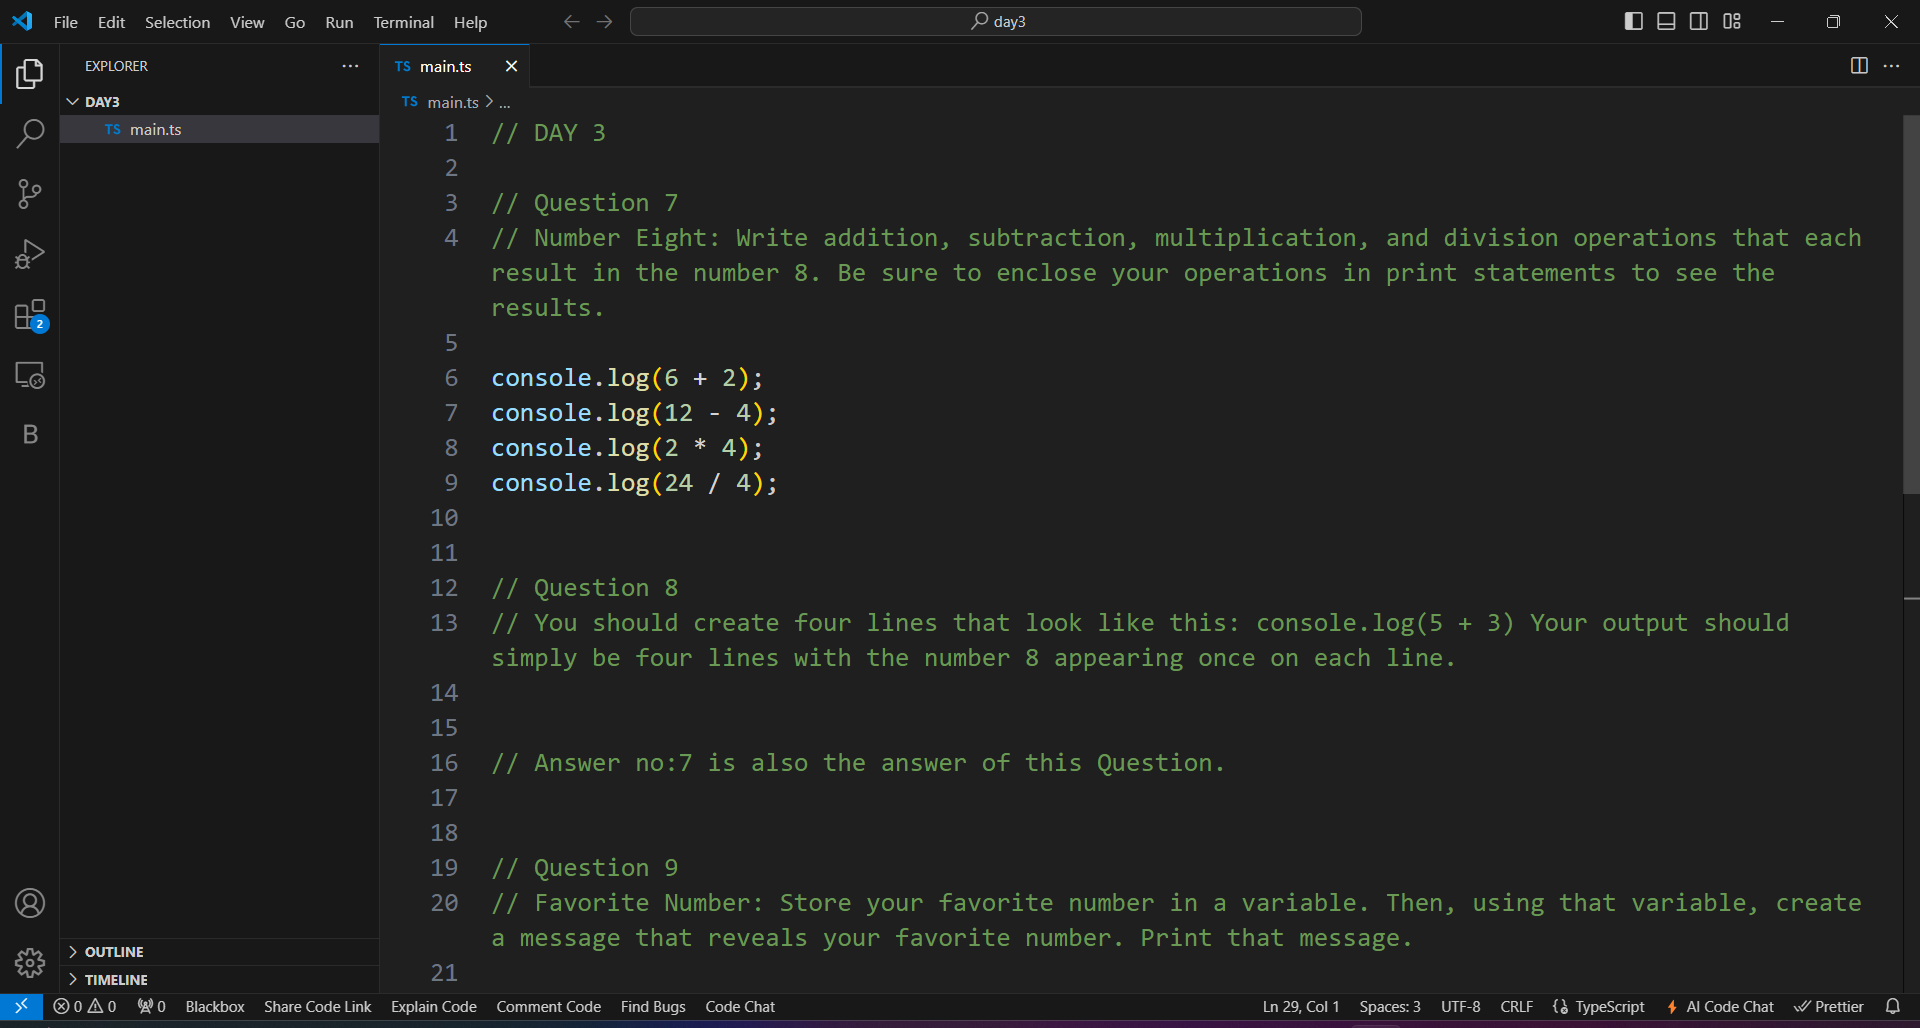 File Edit Selection View Go Run Terminal Help
day3
EXPLORER
DAY3
TS main.ts
OUTLINE
TIMELINE
2
B
TS main.ts
TS main.ts > ...
1 // DAY 3
2
3 // Question 7
4 // Number Eight: Write addition, subtraction, multiplication, and division operations that each
result in the number 8. Be sure to enclose your operations in print statements to see the
results.
5
6 console.log(6 + 2);
7 console.log(12 - 4);
8 console.log(2 * 4);
9 console.log(24 / 4);
10
11
12 // Question 8
13 // You should create four lines that look like this: console.log(5 + 3) Your output should
simply be four lines with the number 8 appearing once on each line.
14
15
16 // Answer no:7 is also the answer of this Question.
17
18
19 // Question 9
20 // Favorite Number: Store your favorite number in a variable. Then, using that variable, create
a message that reveals your favorite number. Print that message.
21
0 0 0 Blackbox Share Code Link Explain Code Comment Code Find Bugs Code Chat Ln 29, Col 1 Spaces: 3 UTF-8 CRLF TypeScript AI Code Chat Prettier